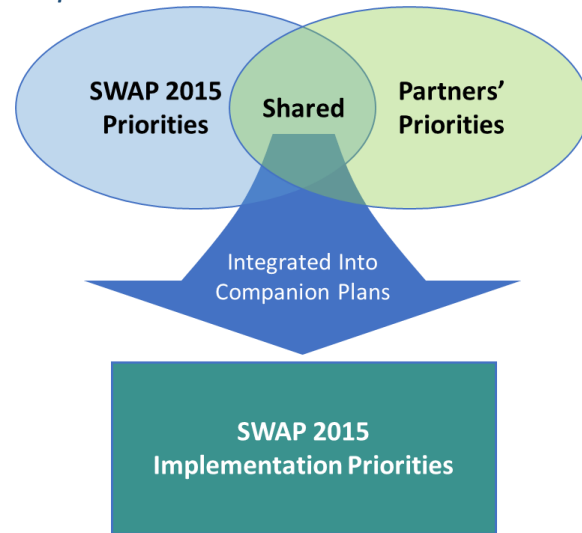 SWAP 2015
Priorities
Shared
Partners'
Priorities
Integrated Into
Companion Plans
SWAP 2015
Implementation Priorities